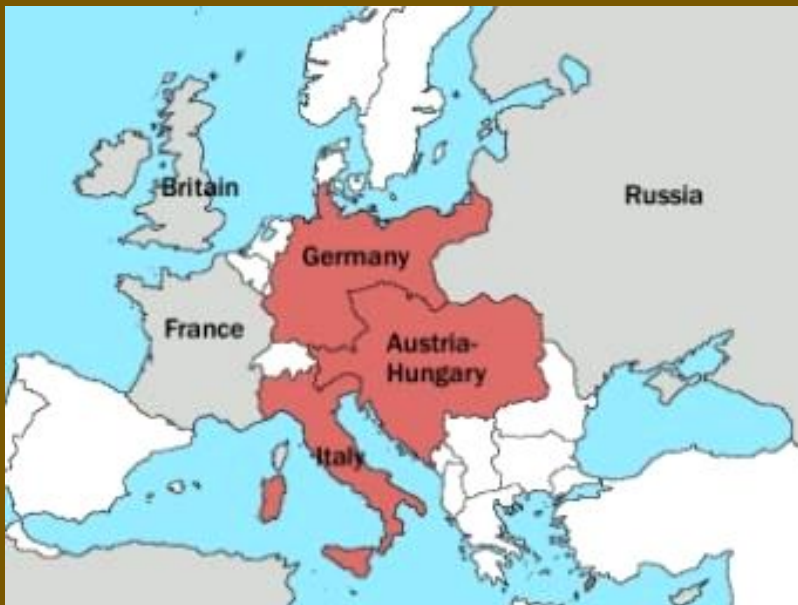 Britain
Russia
Germany
France
Austria-
Hungary
Italy